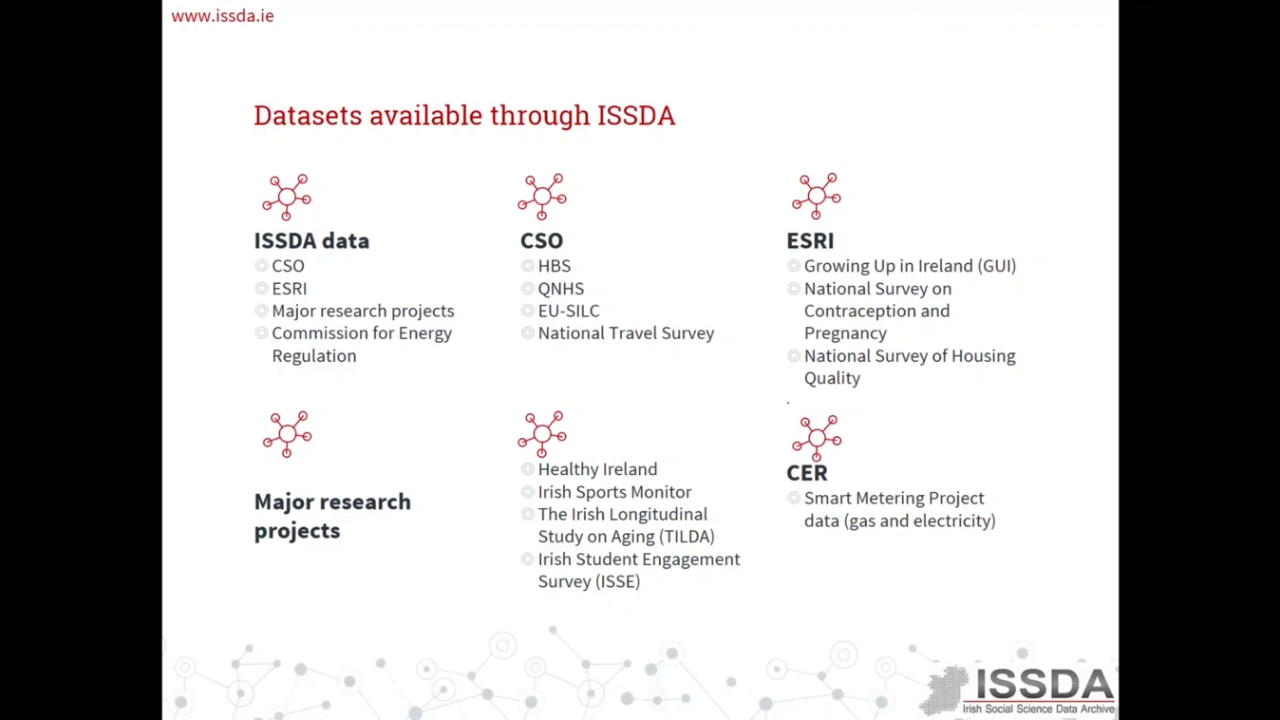 www.issda.ie
Datasets available through ISSDA
ISSDA data
CSO
ESRI
Major research projects
Commission for Energy
Regulation
CSO
HBS
QNHS
EU-SILC
National Travel Survey
ESRI
Growing Up in Ireland (GUI)
National Survey on
Contraception and
Pregnancy
National Survey of Housing
Quality
.
Major research
projects
Healthy Ireland
Irish Sports Monitor
The Irish Longitudinal
Study on Aging (TILDA)
Irish Student Engagement
Survey (ISSE)
CER
Smart Metering Project
data (gas and electricity)
ISSDA
Irish Social Science Data Archive